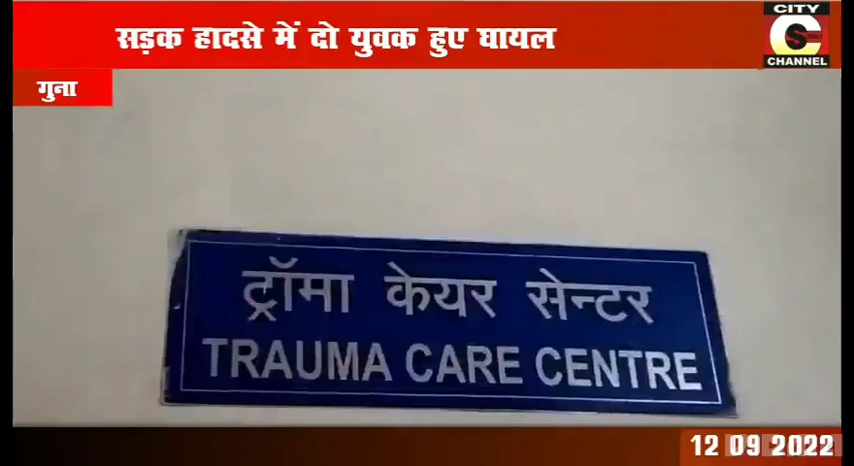 सड़क हादसे में दो युवक हुए घायल
CITY
CHANNEL
गुना
ट्रॉमा केयर सेन्टर
TRAUMA CARE CENTRE
12 09 2022